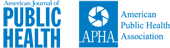 American Journal of
PUBLIC
HEALTH
APHA
American
Public Health
Association